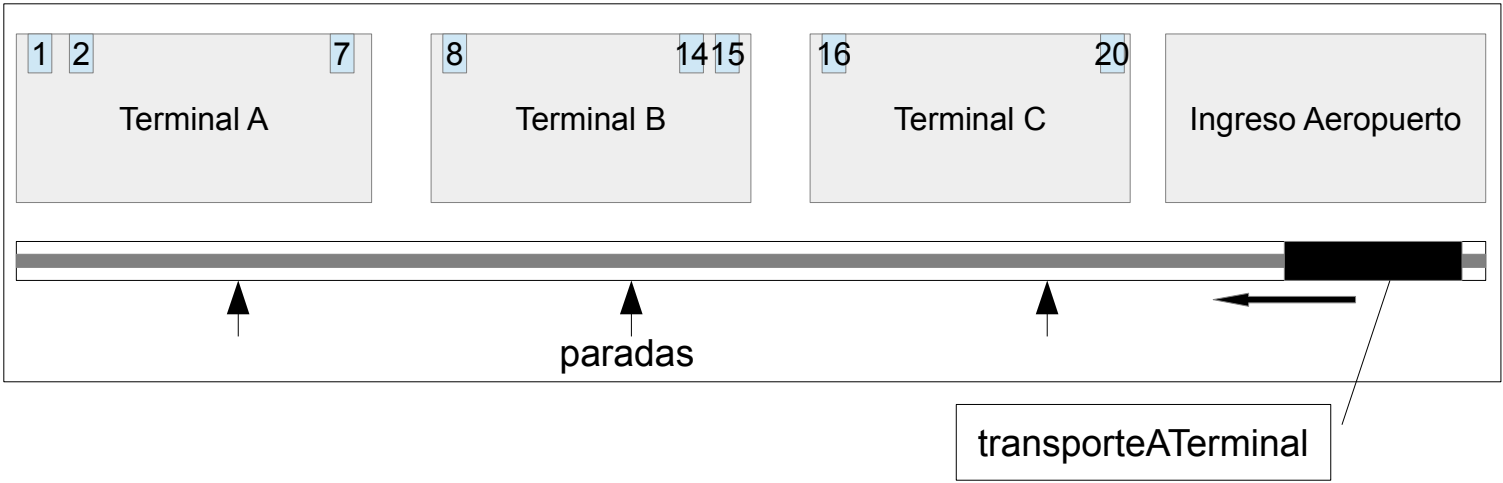 1 2 7 8 14 15 16 20
Terminal A Terminal B Terminal C Ingreso Aeropuerto
paradas
transporteATerminal